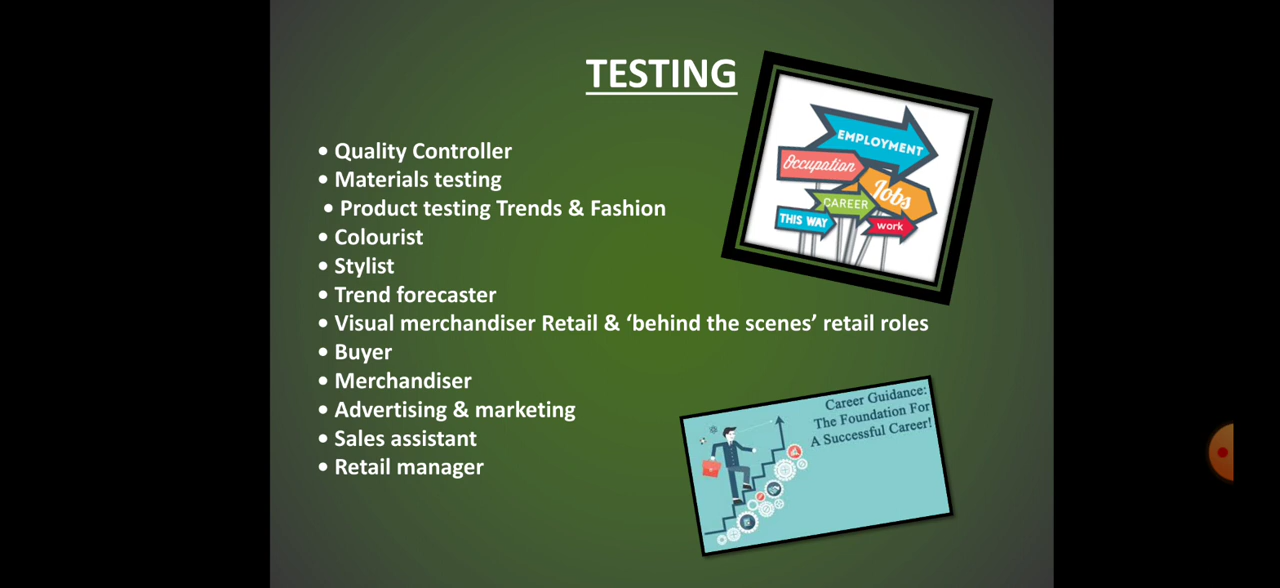 TESTING
• Quality Controller
• Materials testing
• Product testing Trends & Fashion
• Colourist
• Stylist
• Trend forecaster
• Visual merchandiser Retail & ‘behind the scenes’ retail roles
• Buyer
• Merchandiser
• Advertising & marketing
• Sales assistant
• Retail manager
EMPLOYMENT
Occupation
Jobs
CAREER
THIS WAY
work
Career Guidance:
The Foundation For
A Successful Career!